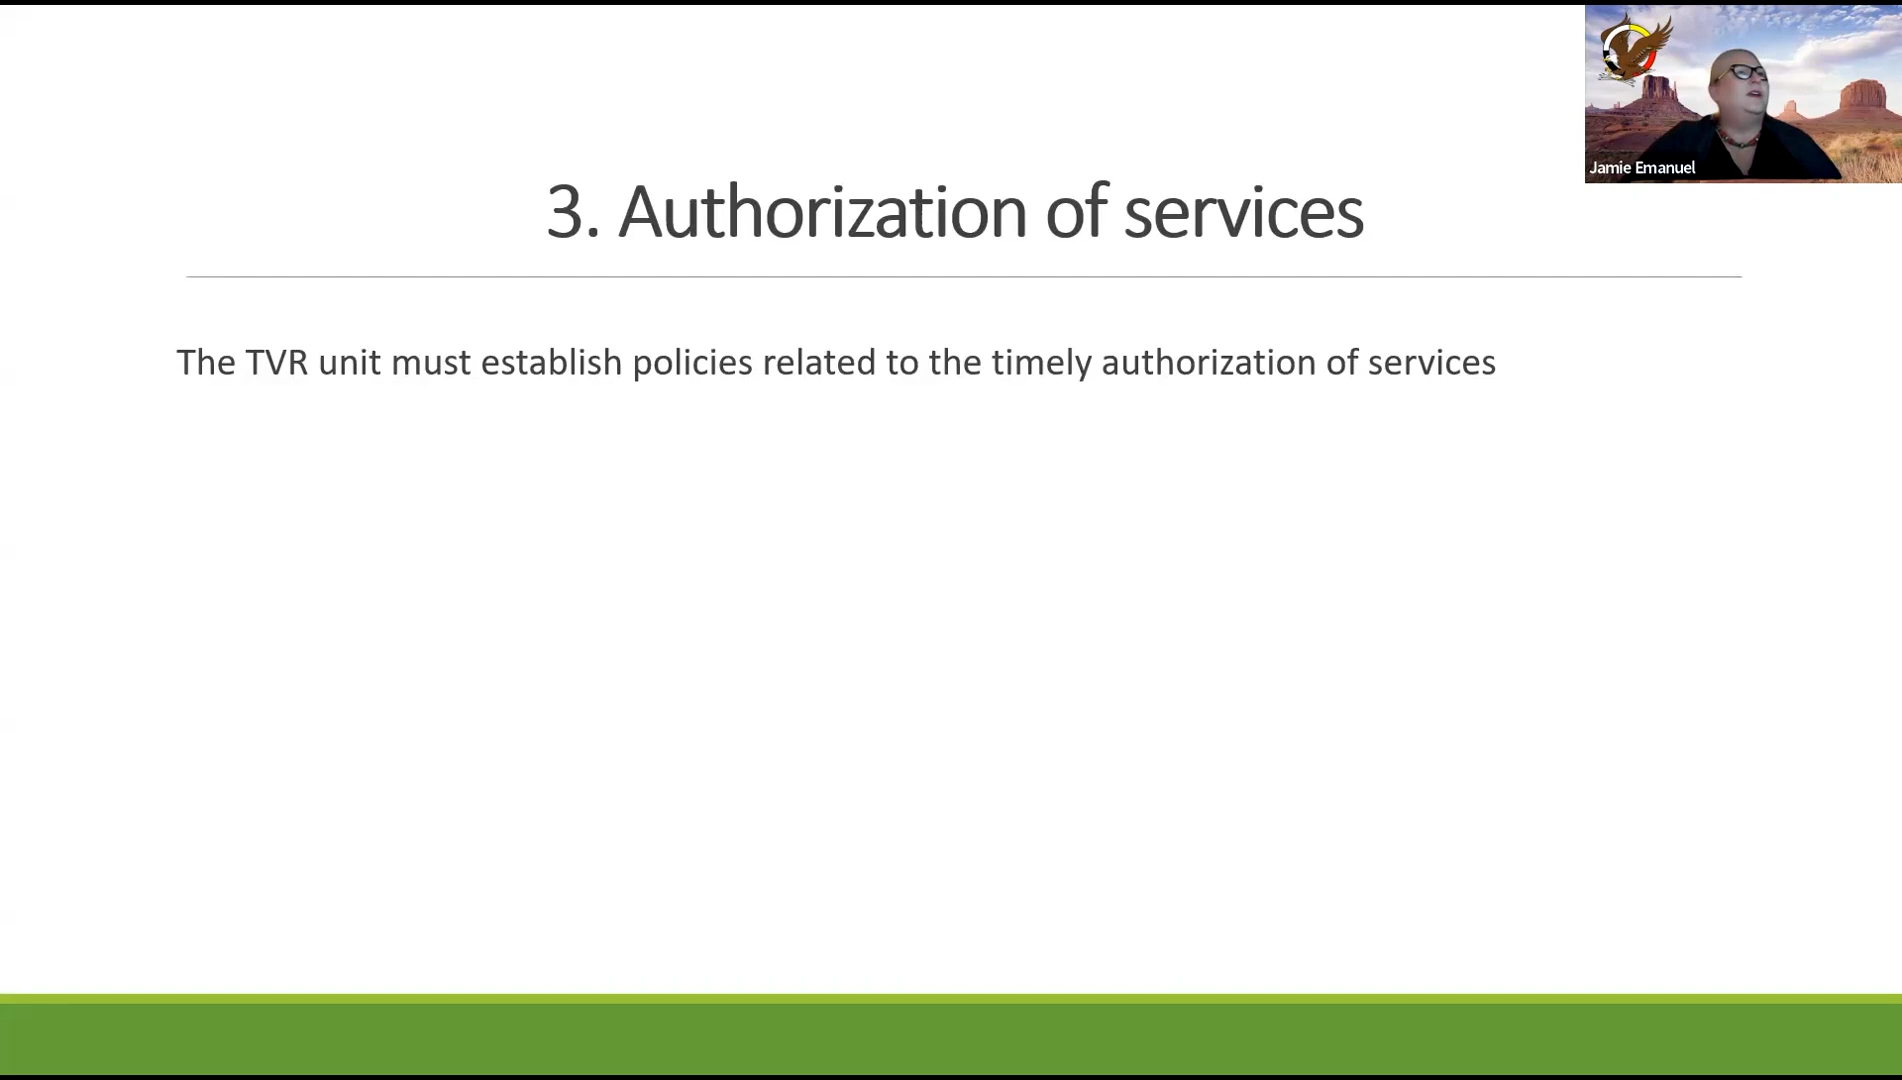 Jamie Emanuel
3. Authorization of services
The TVR unit must establish policies related to the timely authorization of services